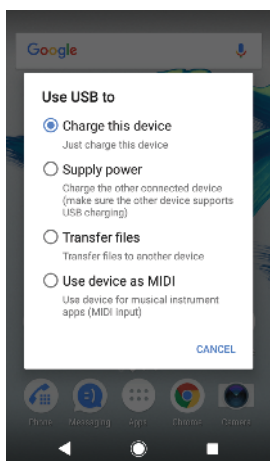 Google
Use USB to
Charge this device
Just charge this device
Supply power
Charge the other connected device
(make sure the other device supports
USB charging)
Transfer files
Transfer files to another device
Use device as MIDI
Use device for musical instrument
apps (MIDI input)
CANCEL
Phone Messaging Apps Chrome Camera